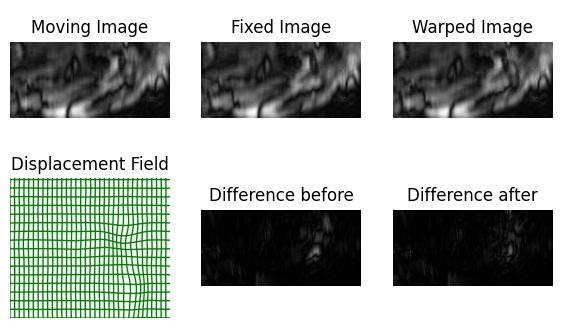 Moving Image
Fixed Image
Warped Image
Displacement Field
Difference before
Difference after